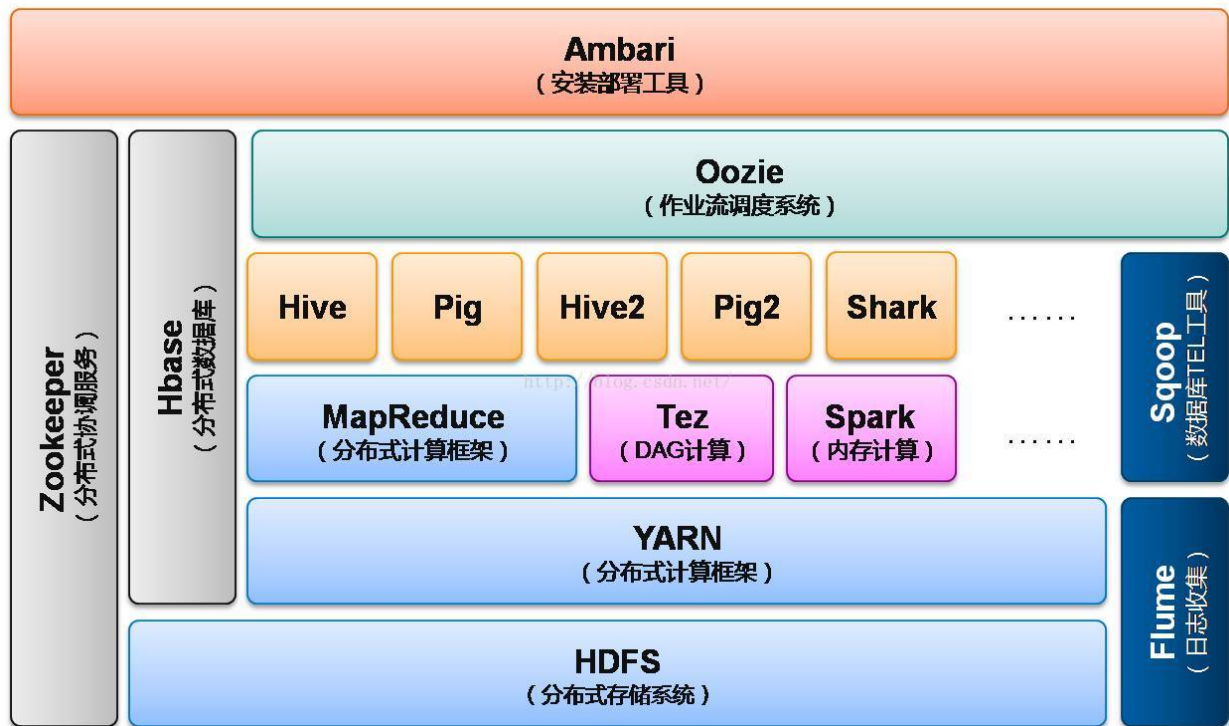 Ambari
（安装部署工具）
Zookeeper
（分布式协调服务）
Hbase
（分布式数据库）
Oozie
（作业流调度系统）
Hive
Pig
Hive2
Pig2
Shark
……
Sqoop
（数据库TEL工具）
http://blog.csdn.net/
MapReduce
（分布式计算框架）
Tez
（DAG计算）
Spark
（内存计算）
……
YARN
（分布式计算框架）
Flume
（日志收集）
HDFS
（分布式存储系统）